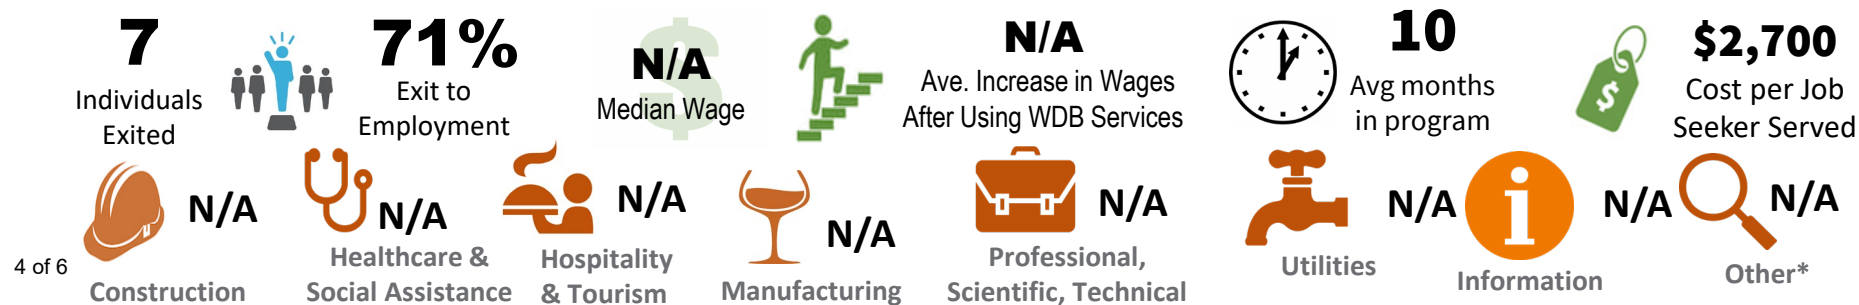 7
Individuals
Exited
71%
Exit to
Employment
$
N/A
Median Wage
N/A
Ave. Increase in Wages
After Using WDB Services
10
Avg months
in program
$
$2,700
Cost per Job
Seeker Served
N/A
Construction
N/A
Healthcare &
Social Assistance
N/A
Hospitality
& Tourism
N/A
Manufacturing
N/A
Professional,
Scientific, Technical
N/A
Utilities
i
N/A
Information
N/A
Other*
4 of 6